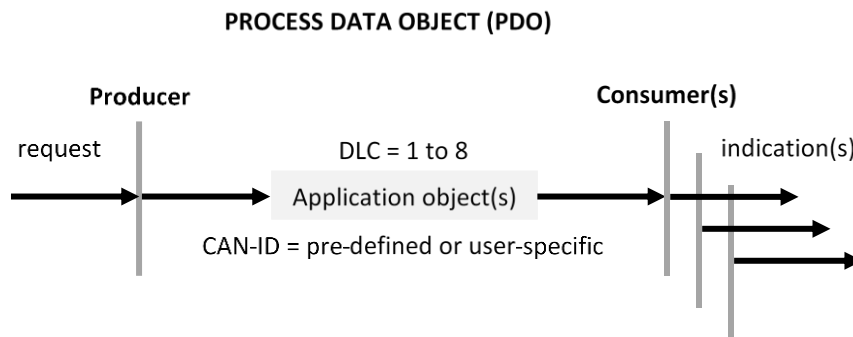 PROCESS DATA OBJECT (PDO)
Producer
Consumer(s)
request
DLC = 1 to 8
indication(s)
Application object(s)
CAN-ID = pre-defined or user-specific